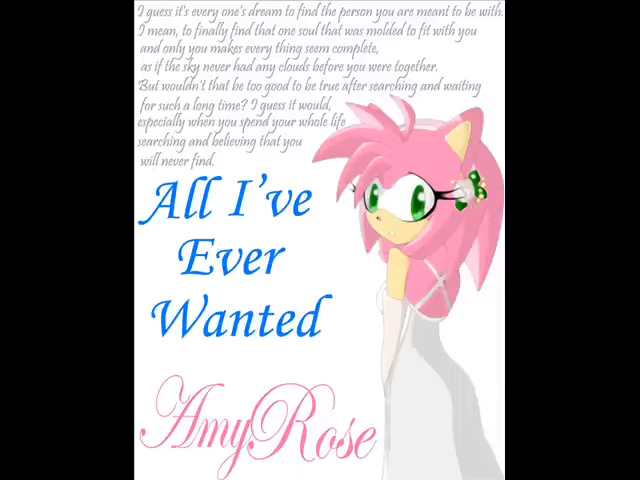 I guess it's every one's dream to find the person you are meant to be with.
I mean, to finally find that one soul that was molded to fit with you
and only you makes every thing seem complete,
as if the sky never had any clouds before you were together.
But wouldn't that be too good to be true after searching and waiting
for such a long time? I guess it would,
especially when you spend your whole life
searching and believing that you
will never find.
All I've
Ever
Wanted
Amy Rose